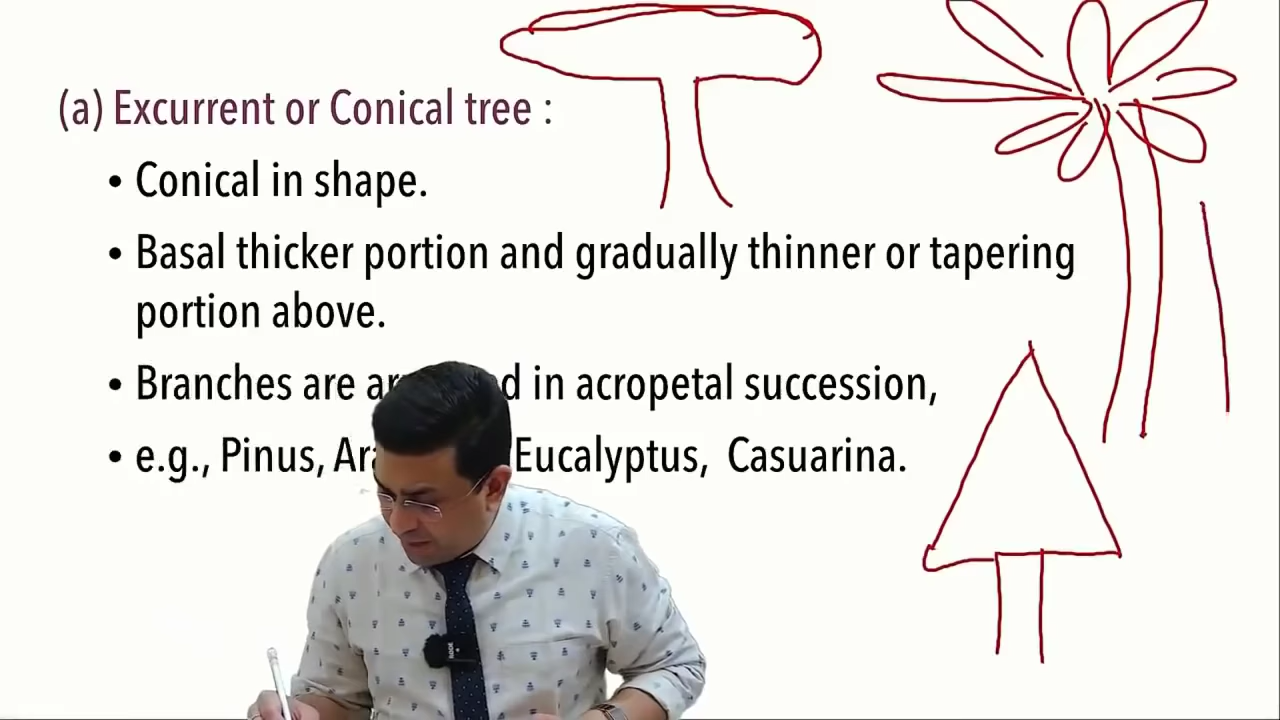 (a) Excurrent or Conical tree :
• Conical in shape.
• Basal thicker portion and gradually thinner or tapering
portion above.
• Branches are in acropetal succession,
• e.g., Pinus, Eucalyptus, Casuarina.